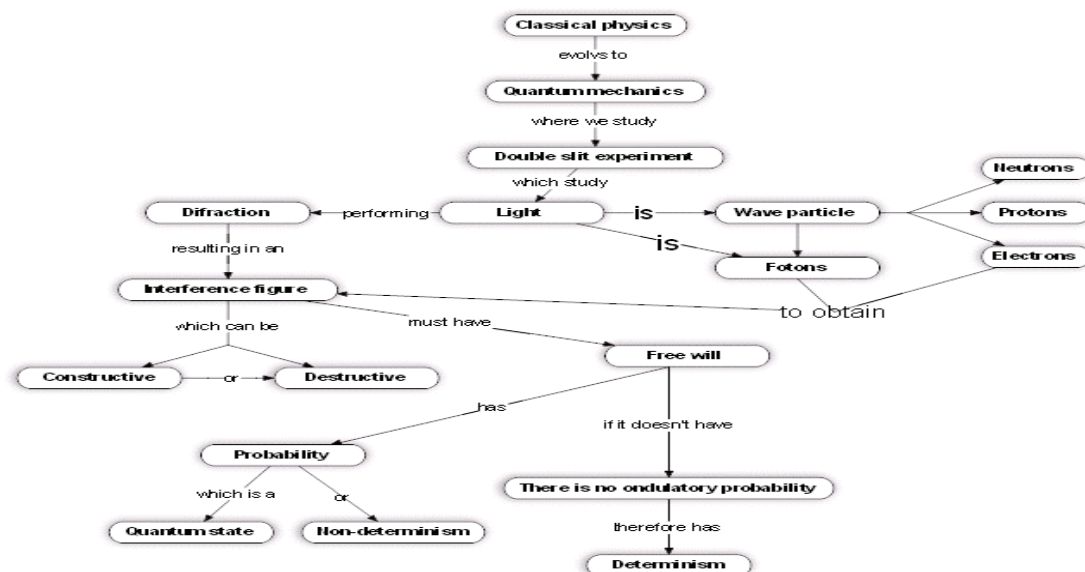 Classical physics
evolvs to
Quantum mechanics
where we study
Double slit experiment
which study
Neutrons
Difraction
performing
Light
is
Wave particle
Protons
is
resulting in an
Fotons
Electrons
Interference figure
to obtain
which can be
must have
Free will
Constructive
or
Destructive
has
if it doesn't have
Probability
which is a
or
There is no ondulatory probability
Quantum state
Non-determinism
therefore has
Determinism